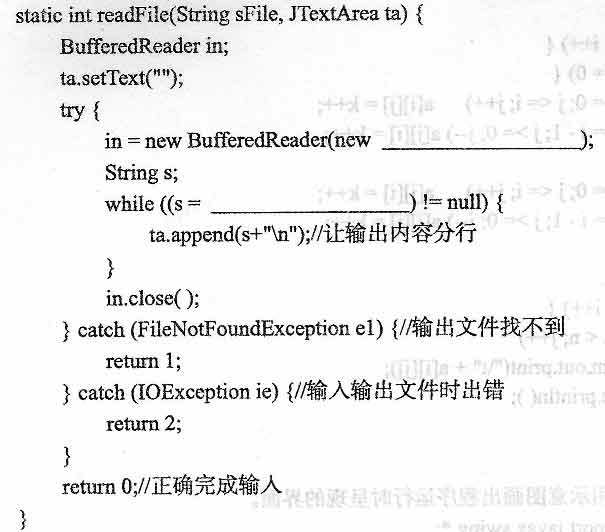 static int readFile(String sFile, JTextArea ta) {
BufferedReader in;
ta.setText("");
try {
in = new BufferedReader(new ____________________);
String s;
while ((s = ____________________) != null) {
ta.append(s+"\n");//让输出内容分行
}
in.close( );
} catch (FileNotFoundException e1) {//输出文件找不到
return 1;
} catch (IOException ie) {//输入输出文件时出错
return 2;
}
return 0;//正确完成输入
}